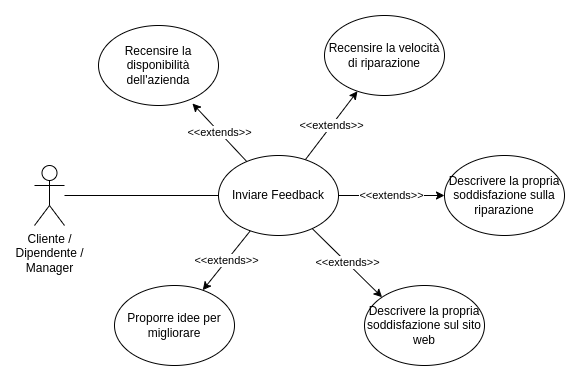 Recensire la
disponibilità
dell'azienda
Recensire la velocità
di riparazione
<<extends>>
<<extends>>
Inviare Feedback
<<extends>>
Descrivere la propria
soddisfazione sulla
riparazione
Cliente /
Dipendente /
Manager
<<extends>>
<<extends>>
Proporre idee per
migliorare
Descrivere la propria
soddisfazione sul sito
web